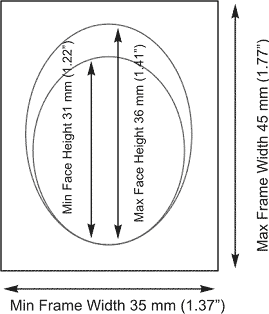 Min Face Height 31 mm (1.22”)
Max Face Height 36 mm (1.41”)
Max Frame Width 45 mm (1.77”)
Min Frame Width 35 mm (1.37”)